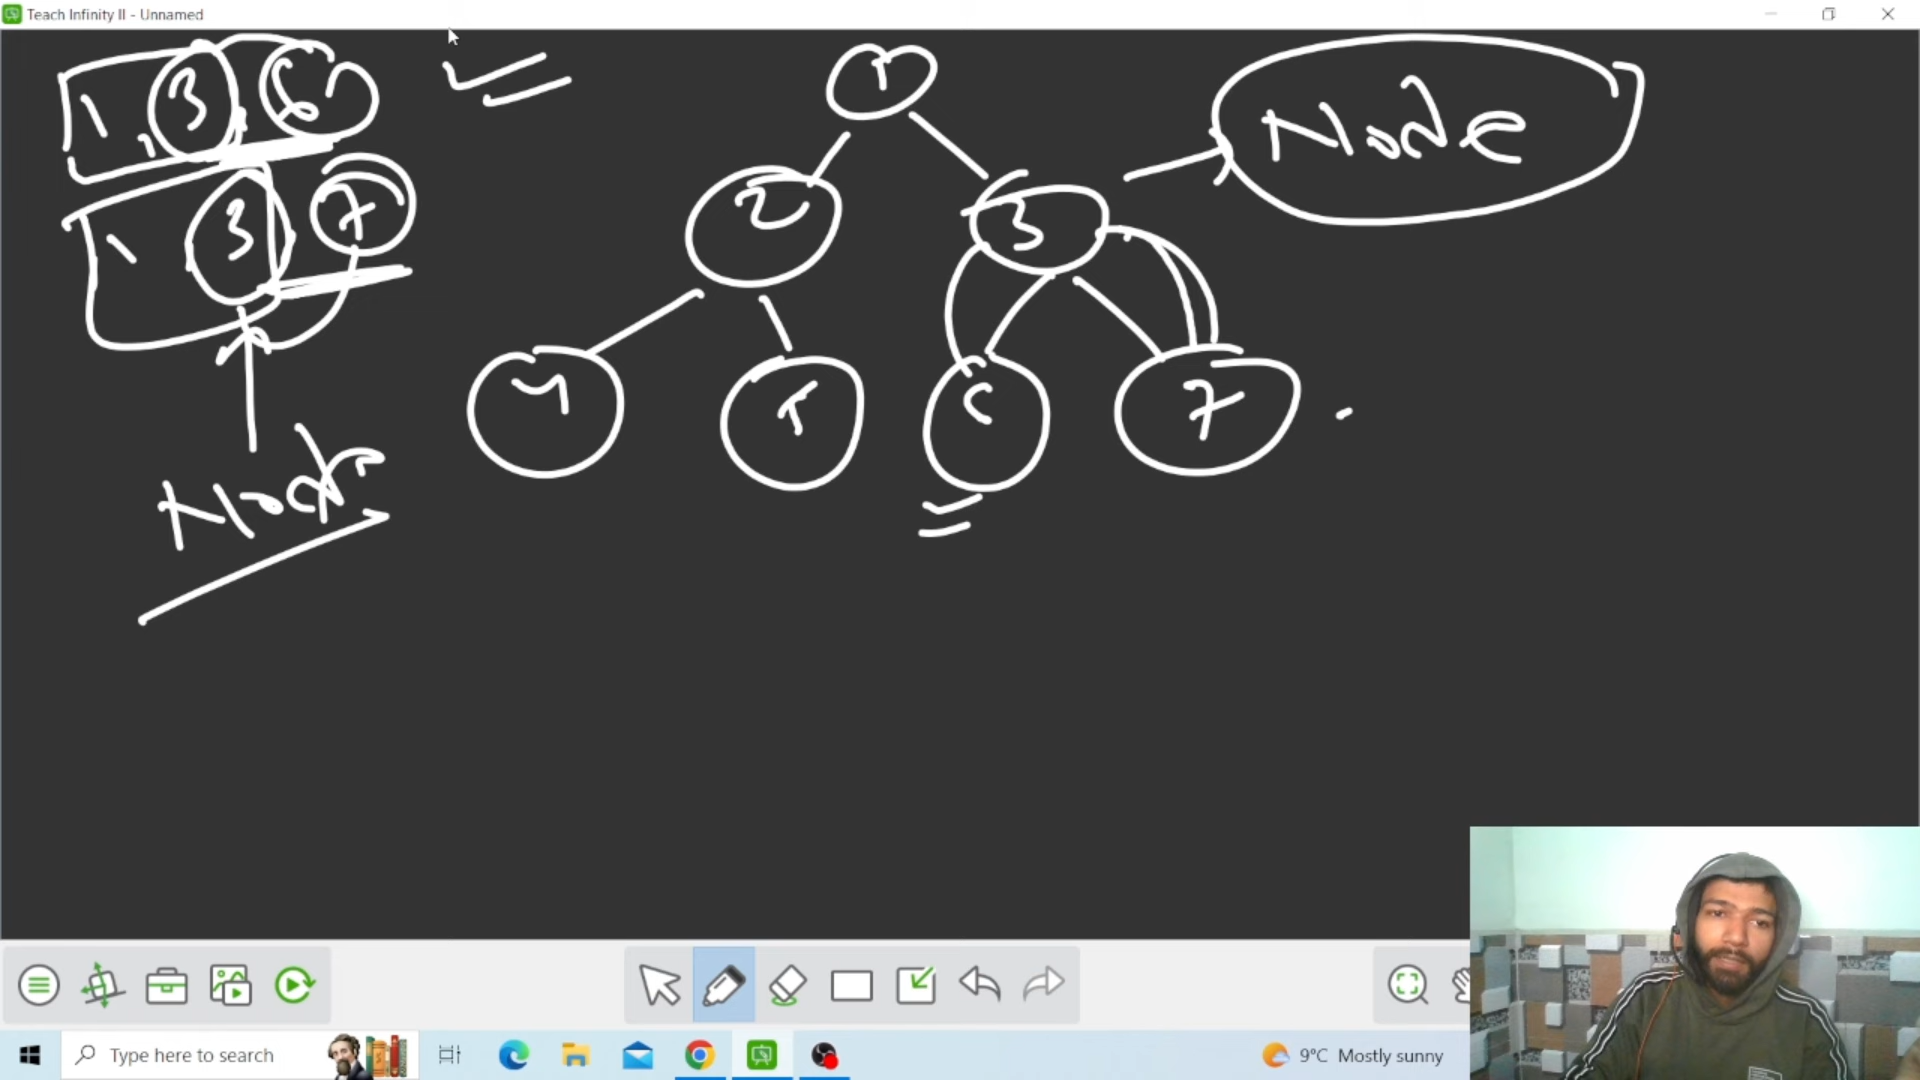 Teach Infinity II - Unnamed
1, 3, 6
1 3 7
Node
1
2 3
4 5 6 7
Node
Type here to search
9°C Mostly sunny